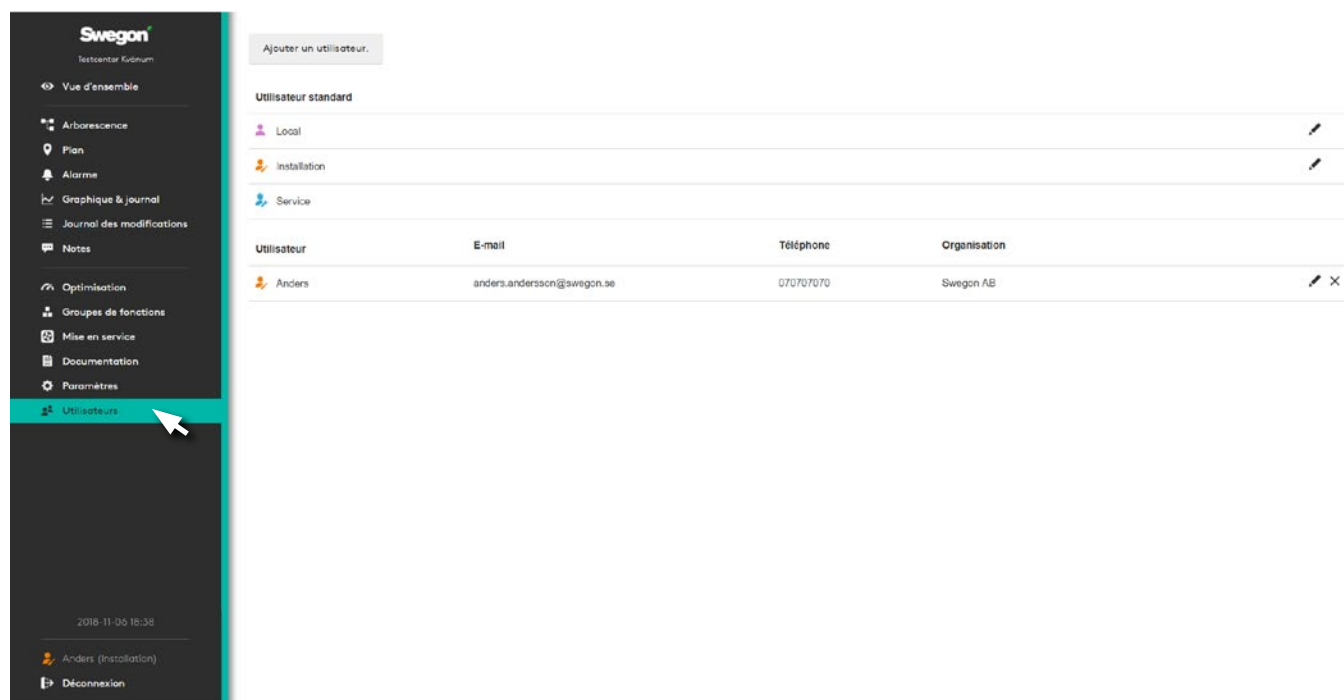 Swegon
Testcenter Kvänum
Vue d'ensemble
Arborescence
Plan
Alarme
Graphique & journal
Journal des modifications
Notes
Optimisation
Groupes de fonctions
Mise en service
Documentation
Paramètres
Utilisateurs
2018-11-06 18:38
Anders (Installation)
Déconnexion
Ajouter un utilisateur.
Utilisateur standard
Local
Installation
Service
Utilisateur E-mail Téléphone Organisation
Anders anders.andersson@swegon.se 070707070 Swegon AB